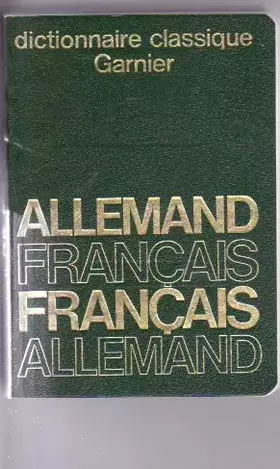 dictionnaire classique
Garnier
ALLEMAND
FRANÇAIS
FRANÇAIS
ALLEMAND